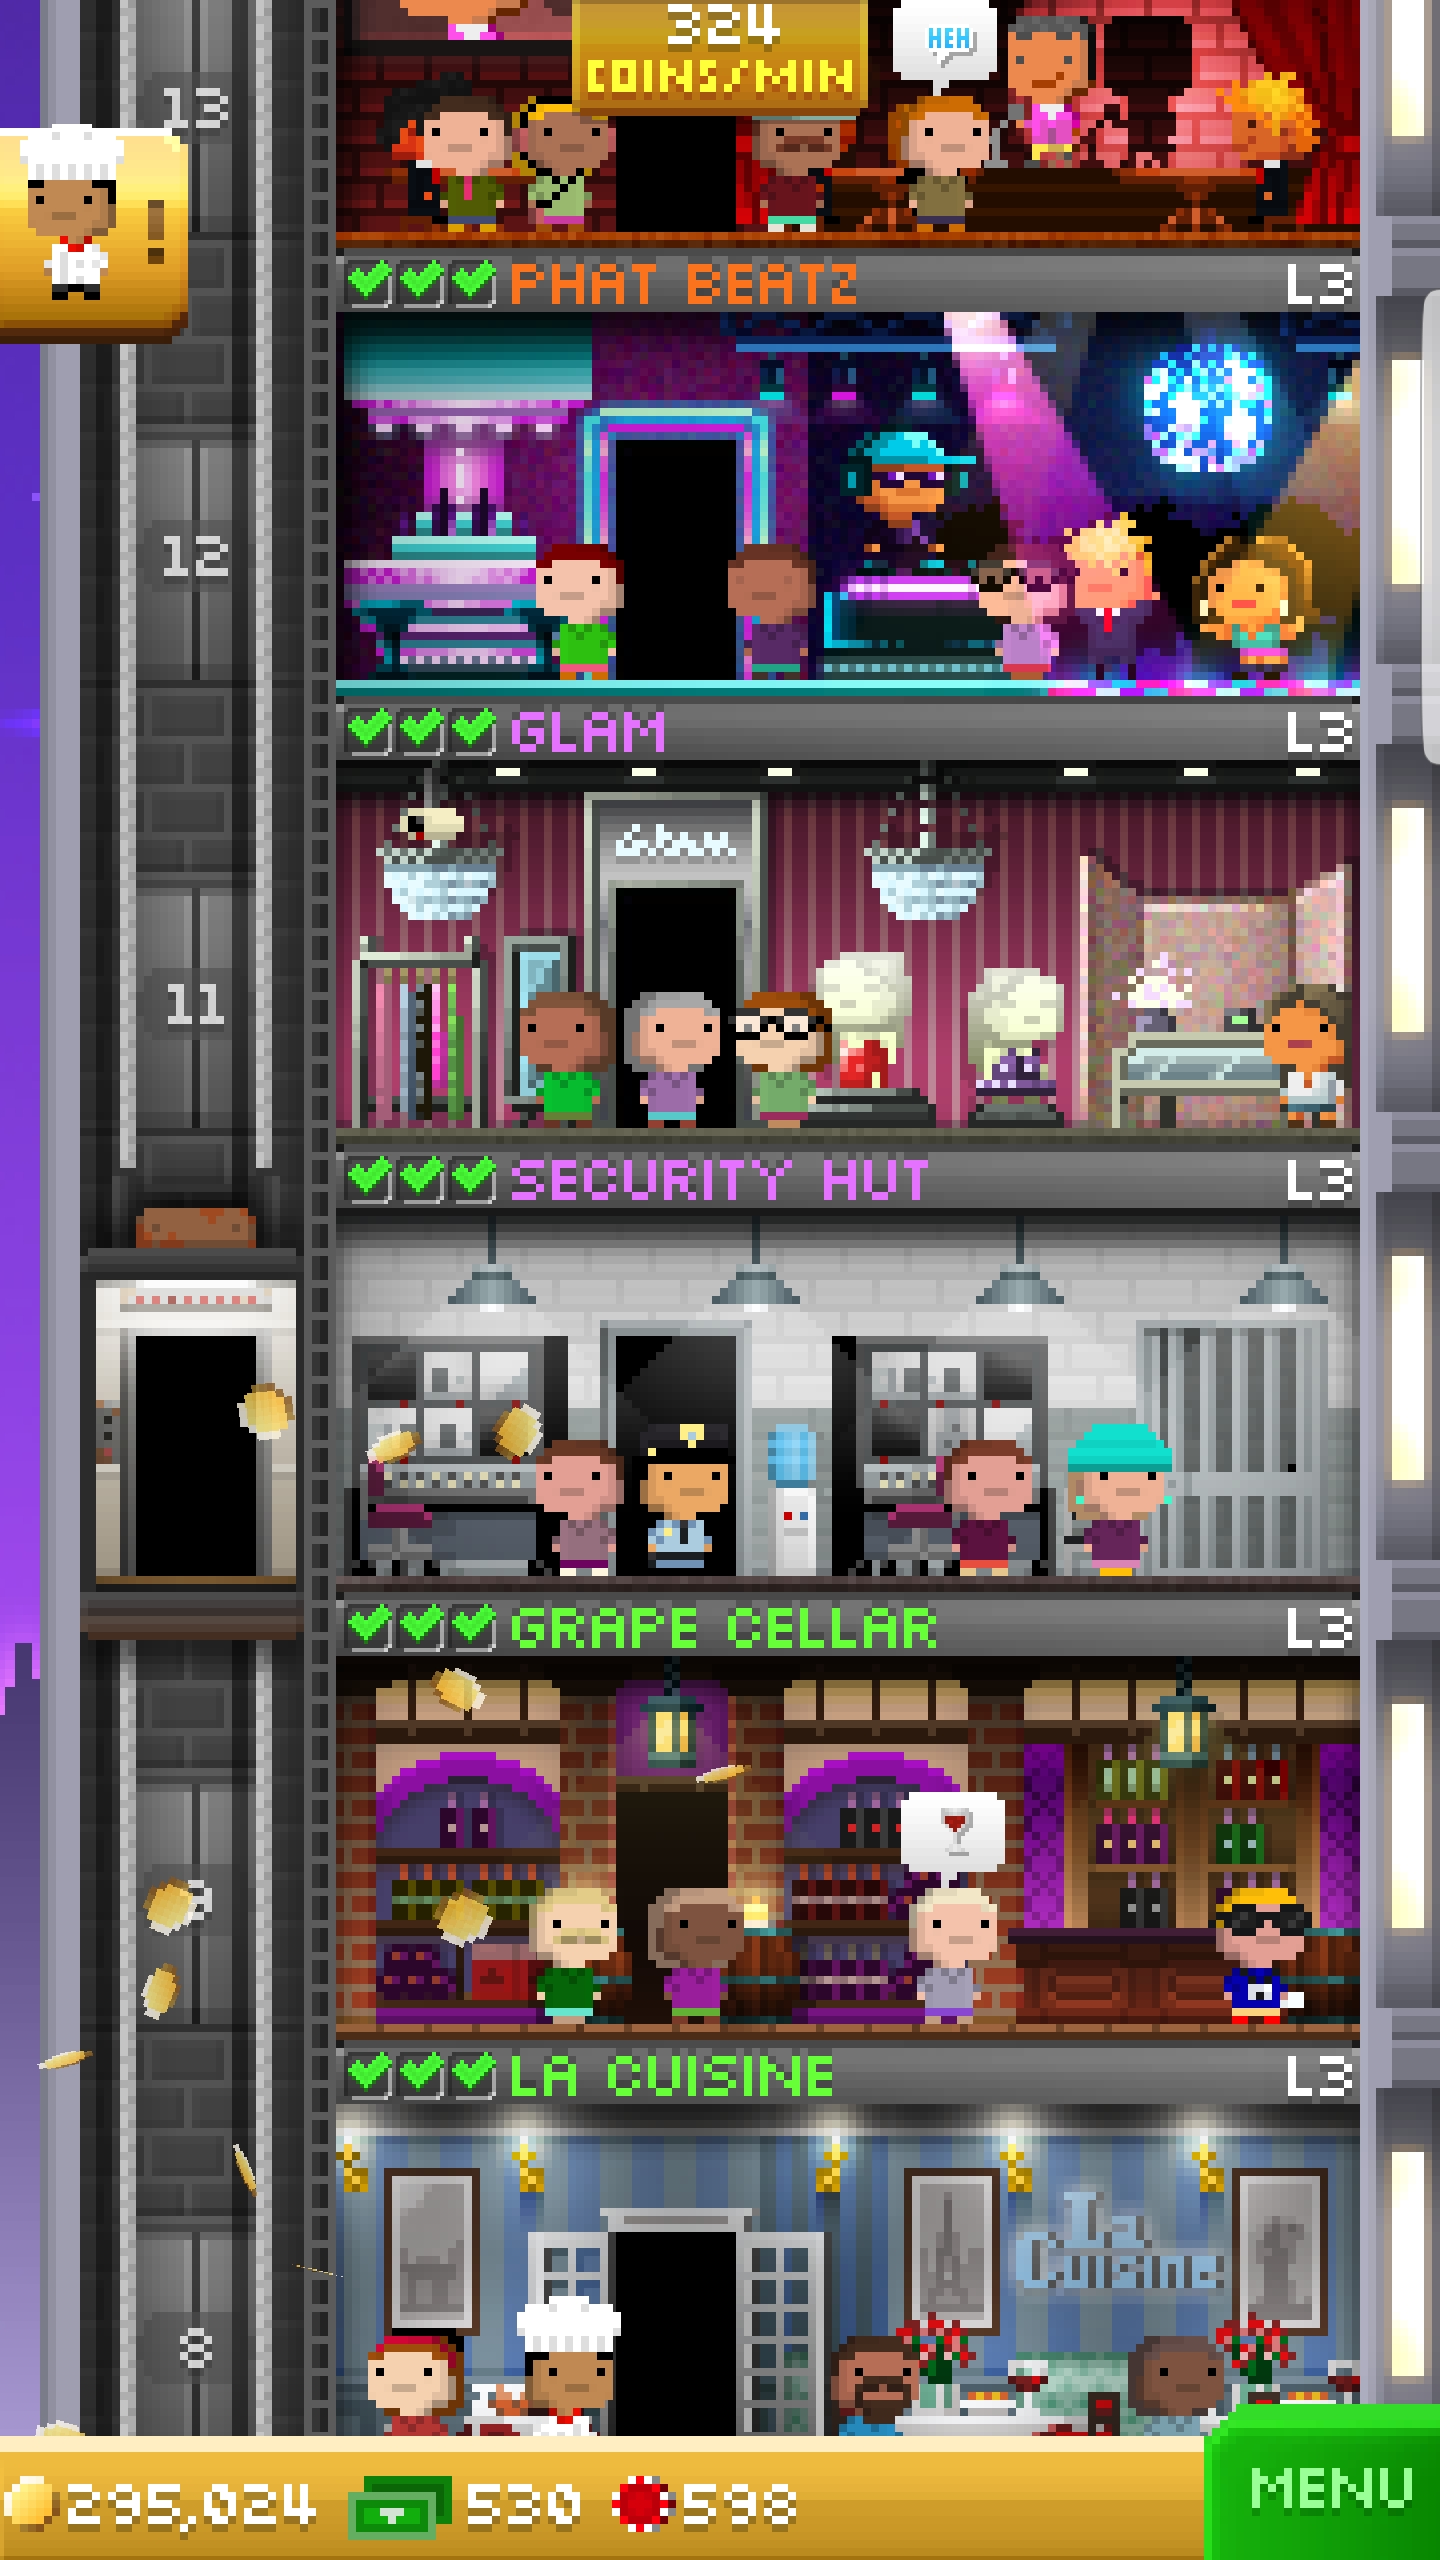 324
COINS/MIN
HEH
13
!
PHAT BEATZ
L3
12
GLAM
L3
Glam
11
SECURITY HUT
L3
GRAPE CELLAR
L3
9
LA CUISINE
L3
La
Cuisine
8
295,024
530
598
MENU